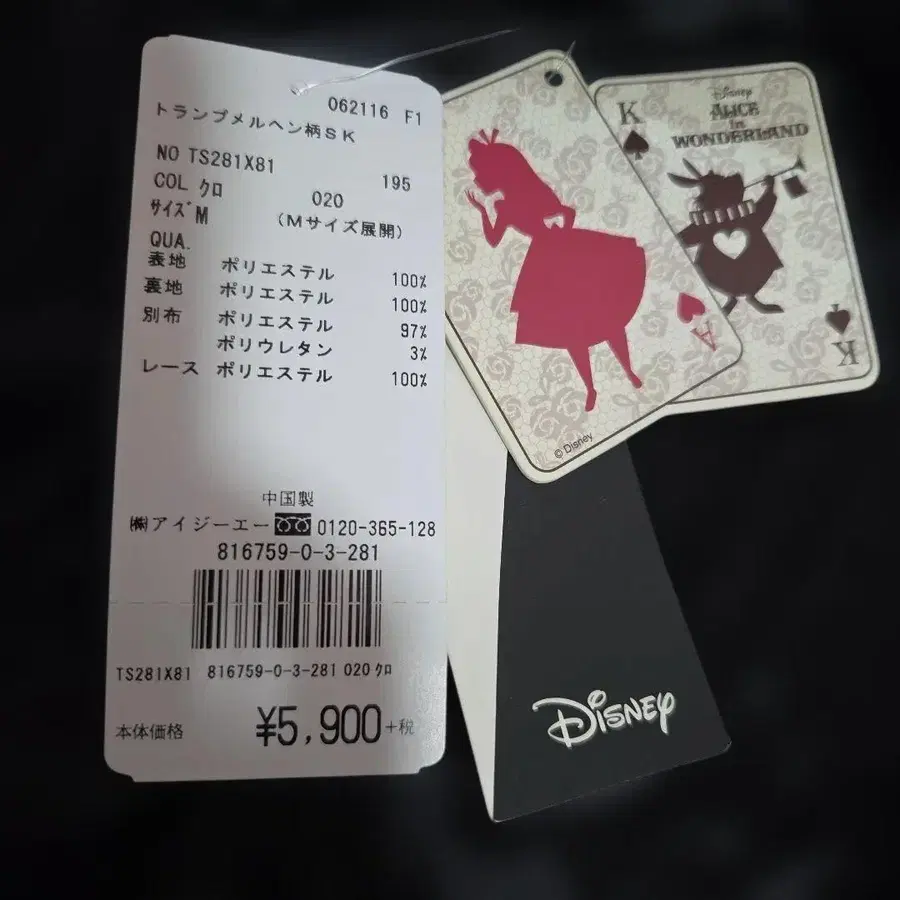 062116 F1
トランプメルヘン柄SK
NO TS281X81 195
COL クロ 020
サイズ M (Mサイズ展開)
QUA.
表地 ポリエステル 100%
裏地 ポリエステル 100%
別布 ポリエステル 97%
ポリウレタン 3%
レース ポリエステル 100%
中国製
㈱アイジーエー 0120-365-128
816759-0-3-281
TS281X81 816759-0-3-281 020 クロ
本体価格 ¥5,900+税
A
© Disney
K
Disney
ALICE
in
WONDERLAND
K
Disney